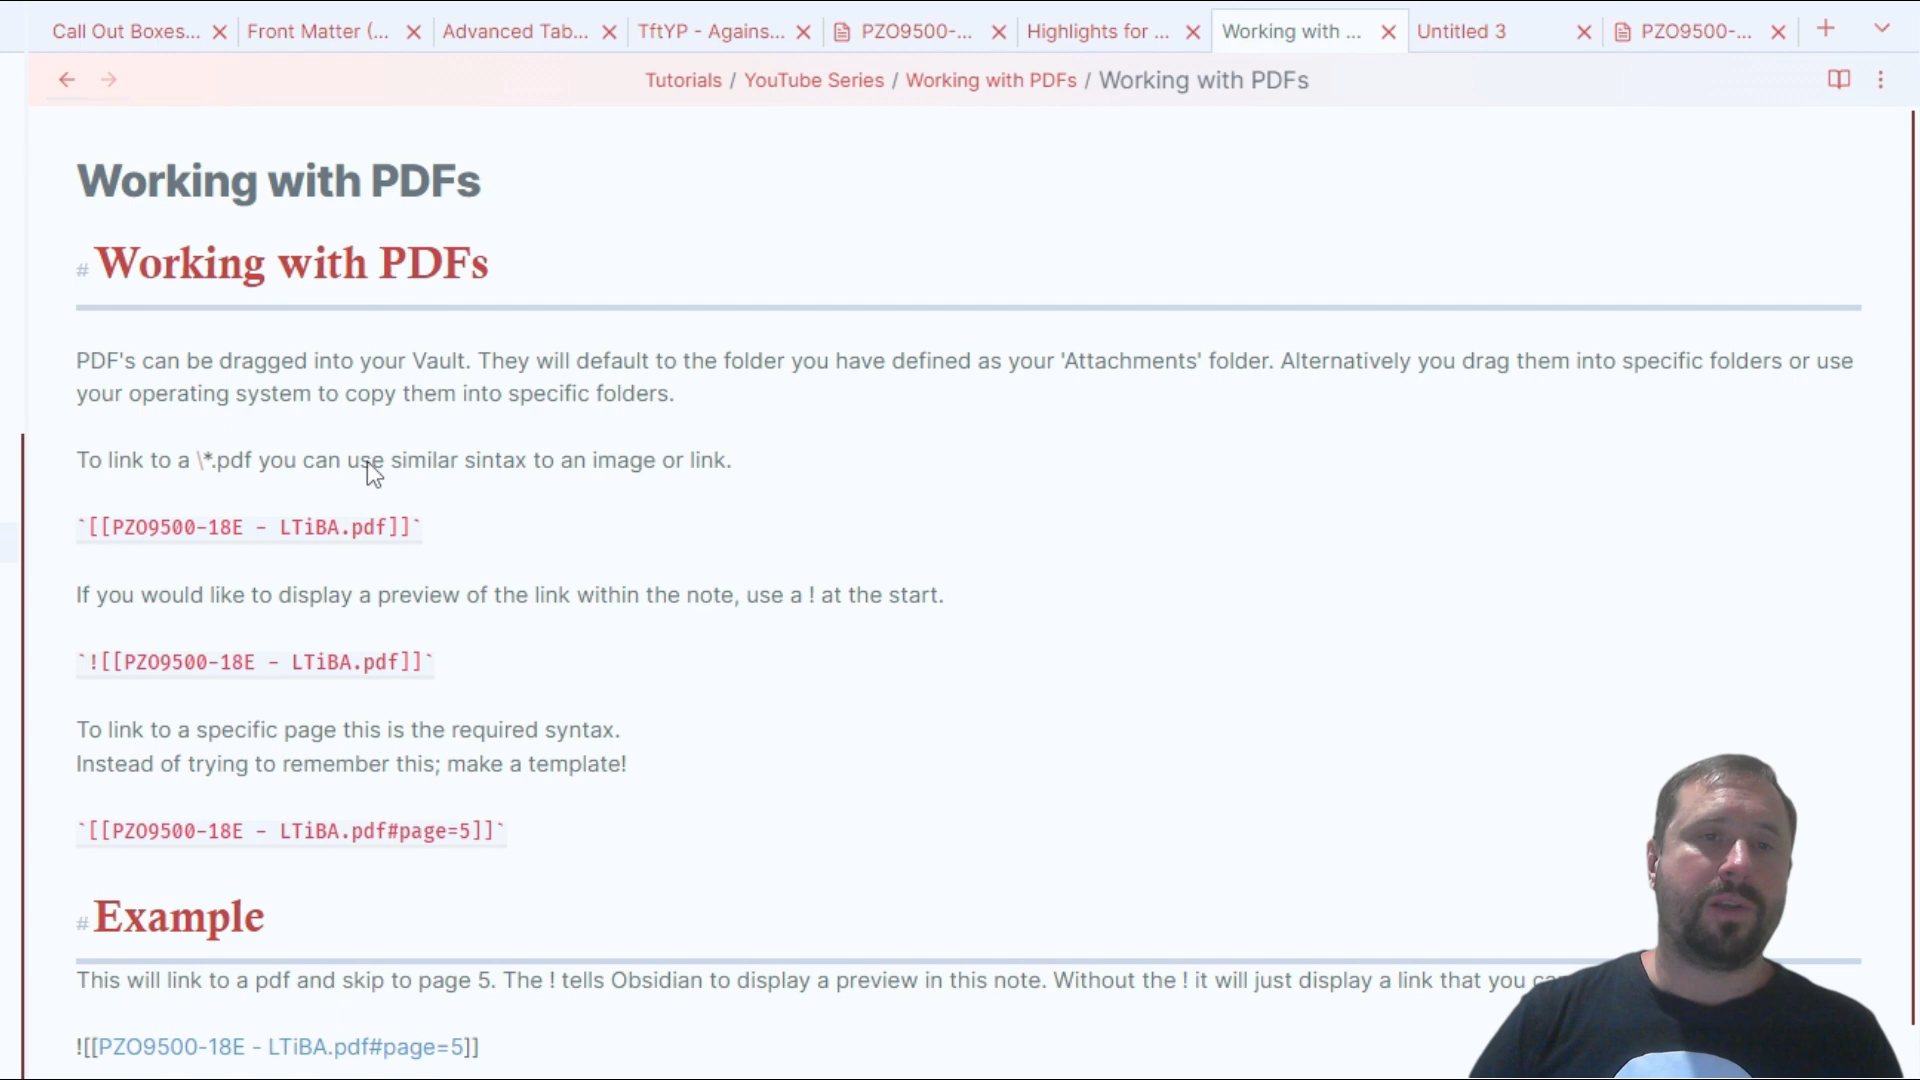 Call Out Boxes... Front Matter (... Advanced Tab... TftYP - Agains... PZO9500-... Highlights for ... Working with ... Untitled 3 PZO9500-...
Tutorials / YouTube Series / Working with PDFs / Working with PDFs
Working with PDFs
# Working with PDFs
PDF's can be dragged into your Vault. They will default to the folder you have defined as your 'Attachments' folder. Alternatively you drag them into specific folders or use
your operating system to copy them into specific folders.
To link to a \*.pdf you can use similar sintax to an image or link.
`[[PZO9500-18E - LTiBA.pdf]]`
If you would like to display a preview of the link within the note, use a ! at the start.
`![[PZO9500-18E - LTiBA.pdf]]`
To link to a specific page this is the required syntax.
Instead of trying to remember this; make a template!
`[[PZO9500-18E - LTiBA.pdf#page=5]]`
# Example
This will link to a pdf and skip to page 5. The ! tells Obsidian to display a preview in this note. Without the ! it will just display a link that you
![[PZO9500-18E - LTiBA.pdf#page=5]]